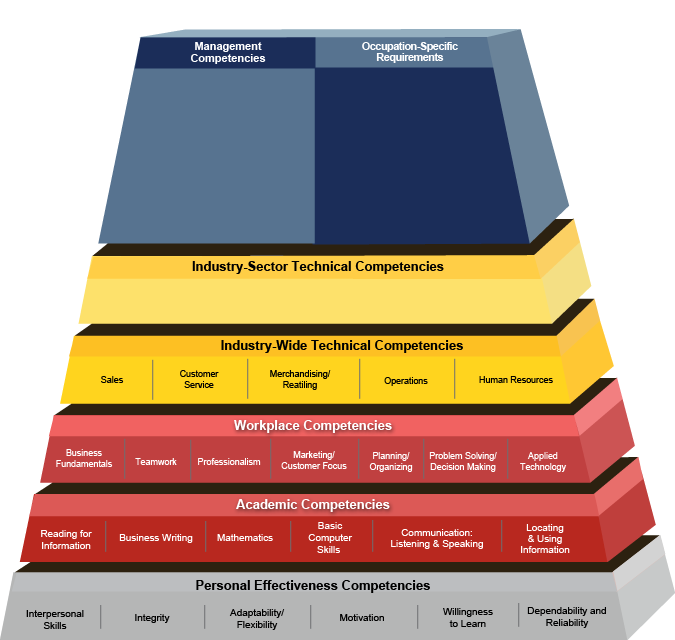 Management
Competencies
Occupation-Specific
Requirements
Industry-Sector Technical Competencies
Industry-Wide Technical Competencies
Sales
Customer
Service
Merchandising/
Reatiling/
Operations
Human Resources
Workplace Competencies
Business
Fundamentals
Teamwork
Professionalism
Marketing/
Customer Focus
Planning/
Organizing
Problem Solving/
Decision Making
Applied
Technology
Academic Competencies
Reading for
Information
Business Writing
Mathematics
Basic
Computer
Skills
Communication:
Listening & Speaking
Locating
& Using
Information
Personal Effectiveness Competencies
Interpersonal
Skills
Integrity
Adaptability/
Flexibility
Motivation
Willingness
to Learn
Dependability and
Reliability